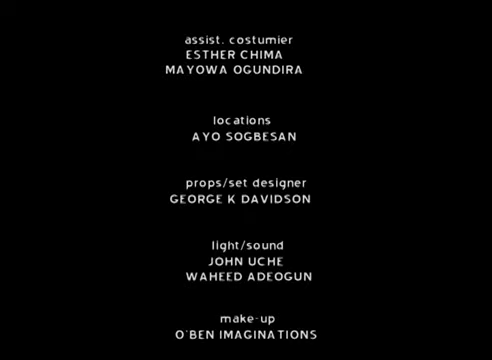 assist. costumier
ESTHER CHIMA
MAYOWA OGUNDIRA
locations
AYO SOGBESAN
props/set designer
GEORGE K DAVIDSON
light/sound
JOHN UCHE
WAHEED ADEOGUN
make-up
O'BEN IMAGINATIONS